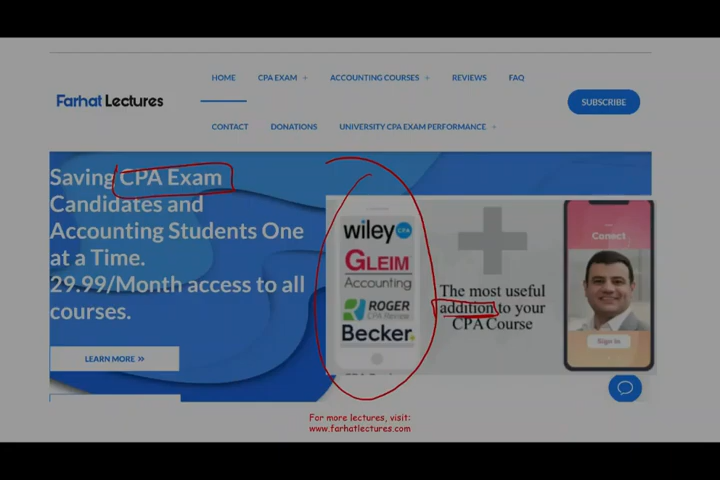 HOME
CPA EXAM +
ACCOUNTING COURSES +
REVIEWS
FAQ
Farhat Lectures
SUBSCRIBE
CONTACT
DONATIONS
UNIVERSITY CPA EXAM PERFORMANCE +
Saving CPA Exam
Candidates and
Accounting Students One
at a Time.
29.99/Month access to all
courses.
LEARN MORE »
wiley CPA
GLEIM
Accounting
ROGER
CPA Review
Becker.
The most useful
addition to your
CPA Course
Conect
Sign In
For more lectures, visit:
www.farhatlectures.com